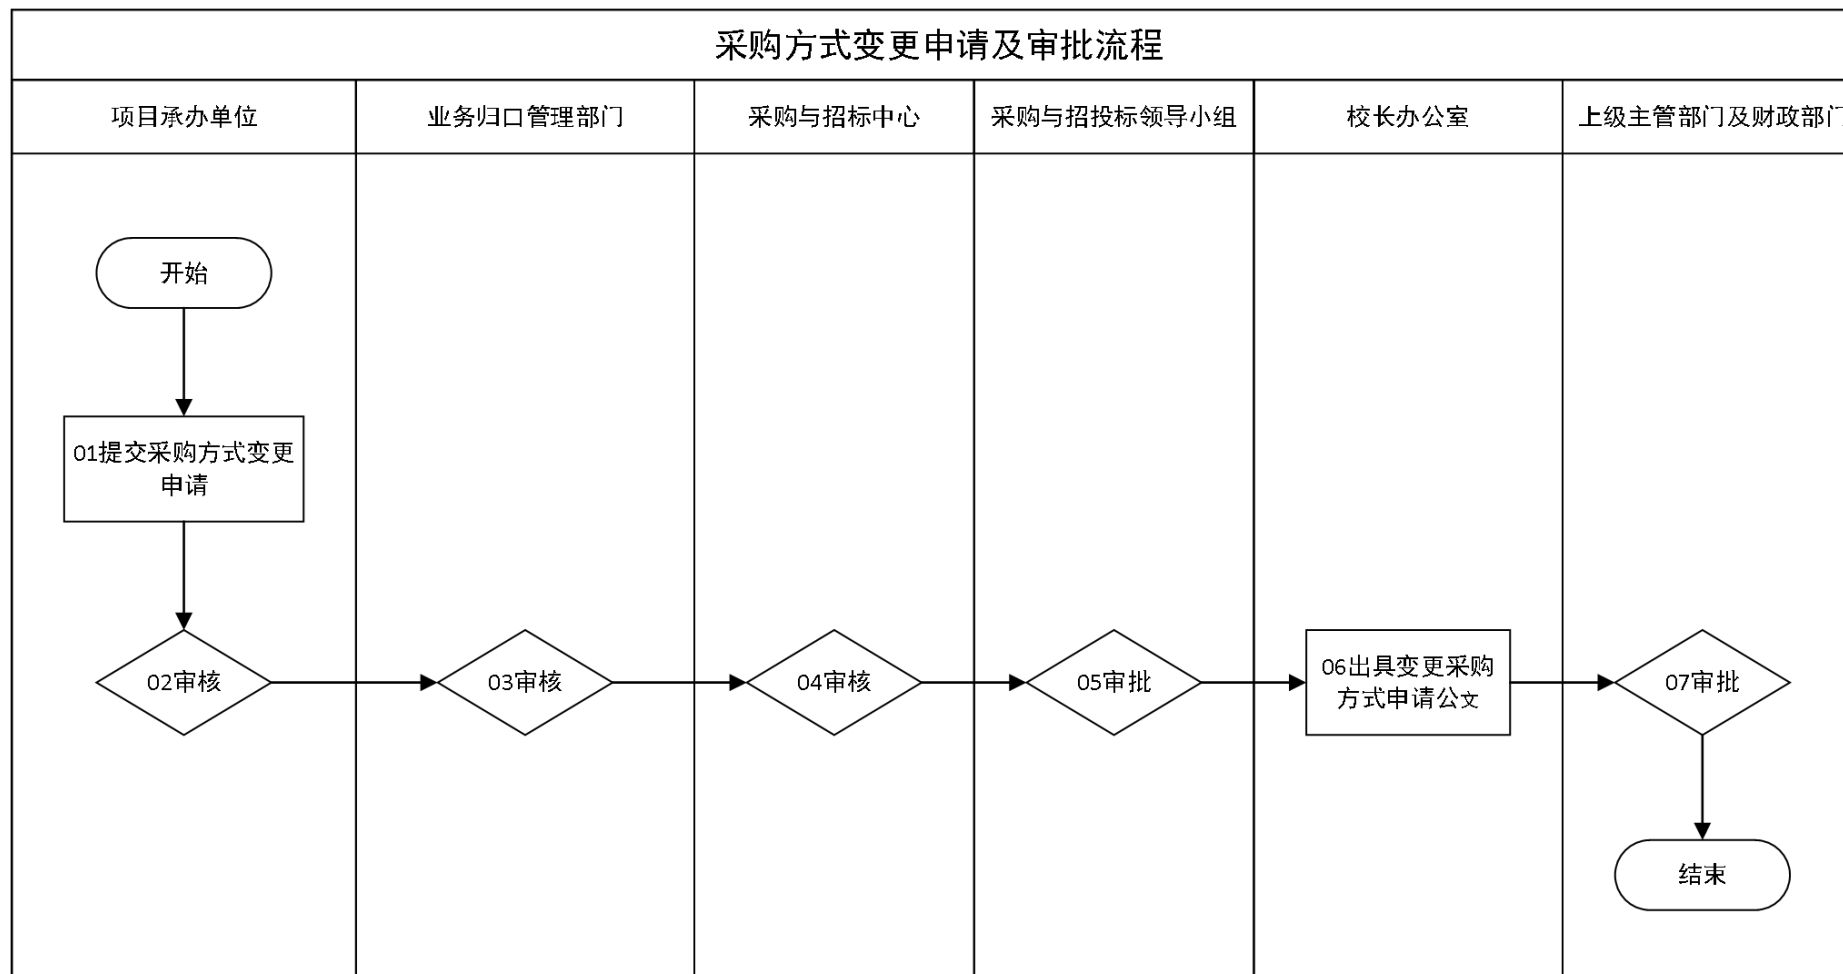 采购方式变更申请及审批流程
项目承办单位
业务归口管理部门
采购与招标中心
采购与招投标领导小组
校长办公室
上级主管部门及财政部门
开始
01提交采购方式变更
申请
02审核
03审核
04审核
05审批
06出具变更采购
方式申请公文
07审批
结束